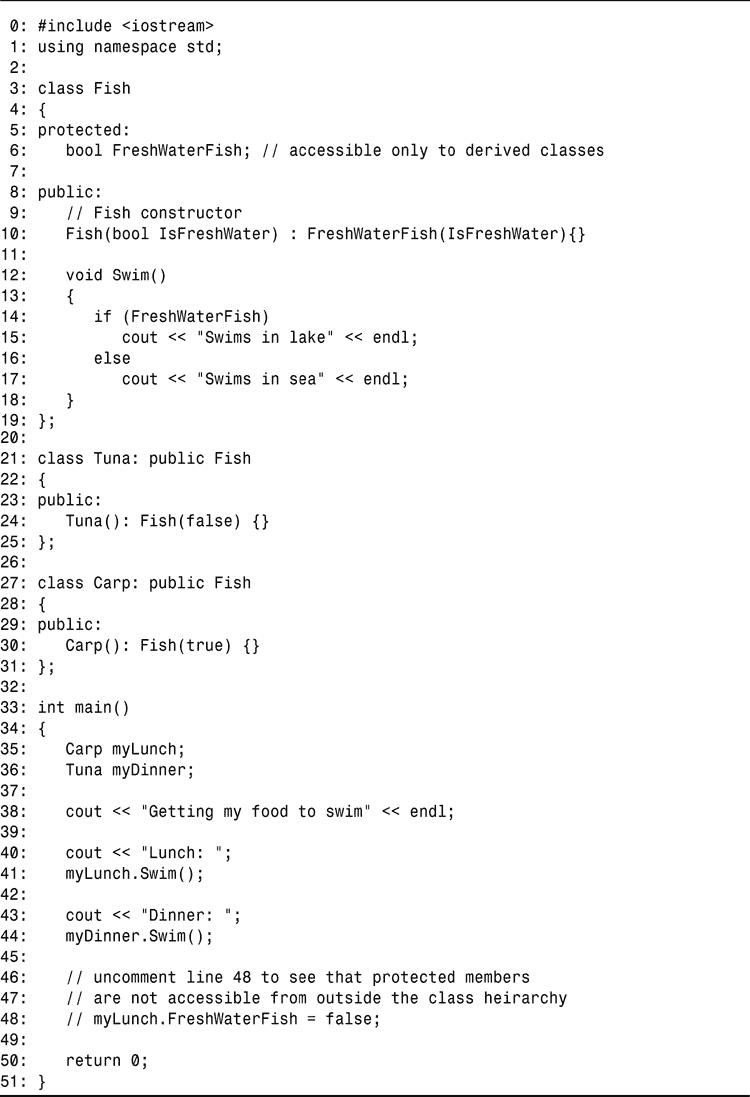 0: #include <iostream>
1: using namespace std;
2:
3: class Fish
4: {
5: protected:
6:    bool FreshWaterFish; // accessible only to derived classes
7:
8: public:
9:    // Fish constructor
10:    Fish(bool IsFreshWater) : FreshWaterFish(IsFreshWater){}
11:
12:    void Swim()
13:    {
14:       if (FreshWaterFish)
15:          cout << "Swims in lake" << endl;
16:       else
17:          cout << "Swims in sea" << endl;
18:    }
19: };
20:
21: class Tuna: public Fish
22: {
23: public:
24:    Tuna(): Fish(false) {}
25: };
26:
27: class Carp: public Fish
28: {
29: public:
30:    Carp(): Fish(true) {}
31: };
32:
33: int main()
34: {
35:    Carp myLunch;
36:    Tuna myDinner;
37:
38:    cout << "Getting my food to swim" << endl;
39:
40:    cout << "Lunch: ";
41:    myLunch.Swim();
42:
43:    cout << "Dinner: ";
44:    myDinner.Swim();
45:
46:    // uncomment line 48 to see that protected members
47:    // are not accessible from outside the class heirarchy
48:    // myLunch.FreshWaterFish = false;
49:
50:    return 0;
51: }